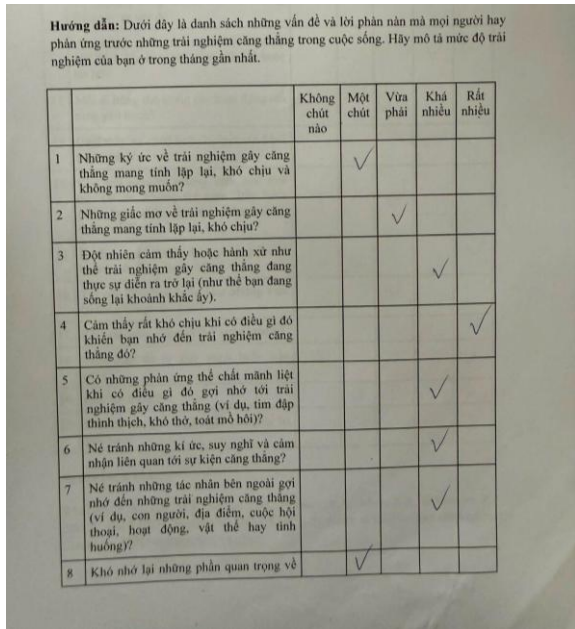 Hướng dẫn: Dưới đây là danh sách những vấn đề và lời phàn nàn mà mọi người hay
phản ứng trước những trải nghiệm căng thẳng trong cuộc sống. Hãy mô tả mức độ trải
nghiệm của bạn ở trong tháng gần nhất.
Không Một Vừa Khá Rất
chút chút phải nhiều nhiệu
nào
1 Những ký ức về trải nghiệm gây căng
thẳng mang tính lặp lại, khó chịu và
không mong muốn?
2 Những giấc mơ về trải nghiệm gây căng
thẳng mang tính lặp lại, khó chịu?
3 Đột nhiên cảm thấy hoặc hành xử như
thể trải nghiệm gây căng thẳng đang
thực sự diễn ra trở lại (như thể bạn đang
sống lại khoảnh khắc ấy).
4 Cảm thấy rất khó chịu khi có điều gì đó
khiến bạn nhớ đến trải nghiệm căng
thẳng đó?
5 Có những phản ứng thể chất mãnh liệt
khi có điều gì đó gợi nhớ tới trải
nghiệm gây căng thẳng (ví dụ, tim đập
thình thịch, khó thở, toát mồ hôi)?
6 Né tránh những kí ức, suy nghĩ và cảm
nhận liên quan tới sự kiện căng thẳng?
7 Né tránh những tác nhân bên ngoài gợi
nhớ đến những trải nghiệm căng thẳng
(ví dụ, con người, địa điểm, cuộc hội
thoại, hoạt động, vật thể hay tình
huống)?
8 Khó nhớ lại những phần quan trọng về